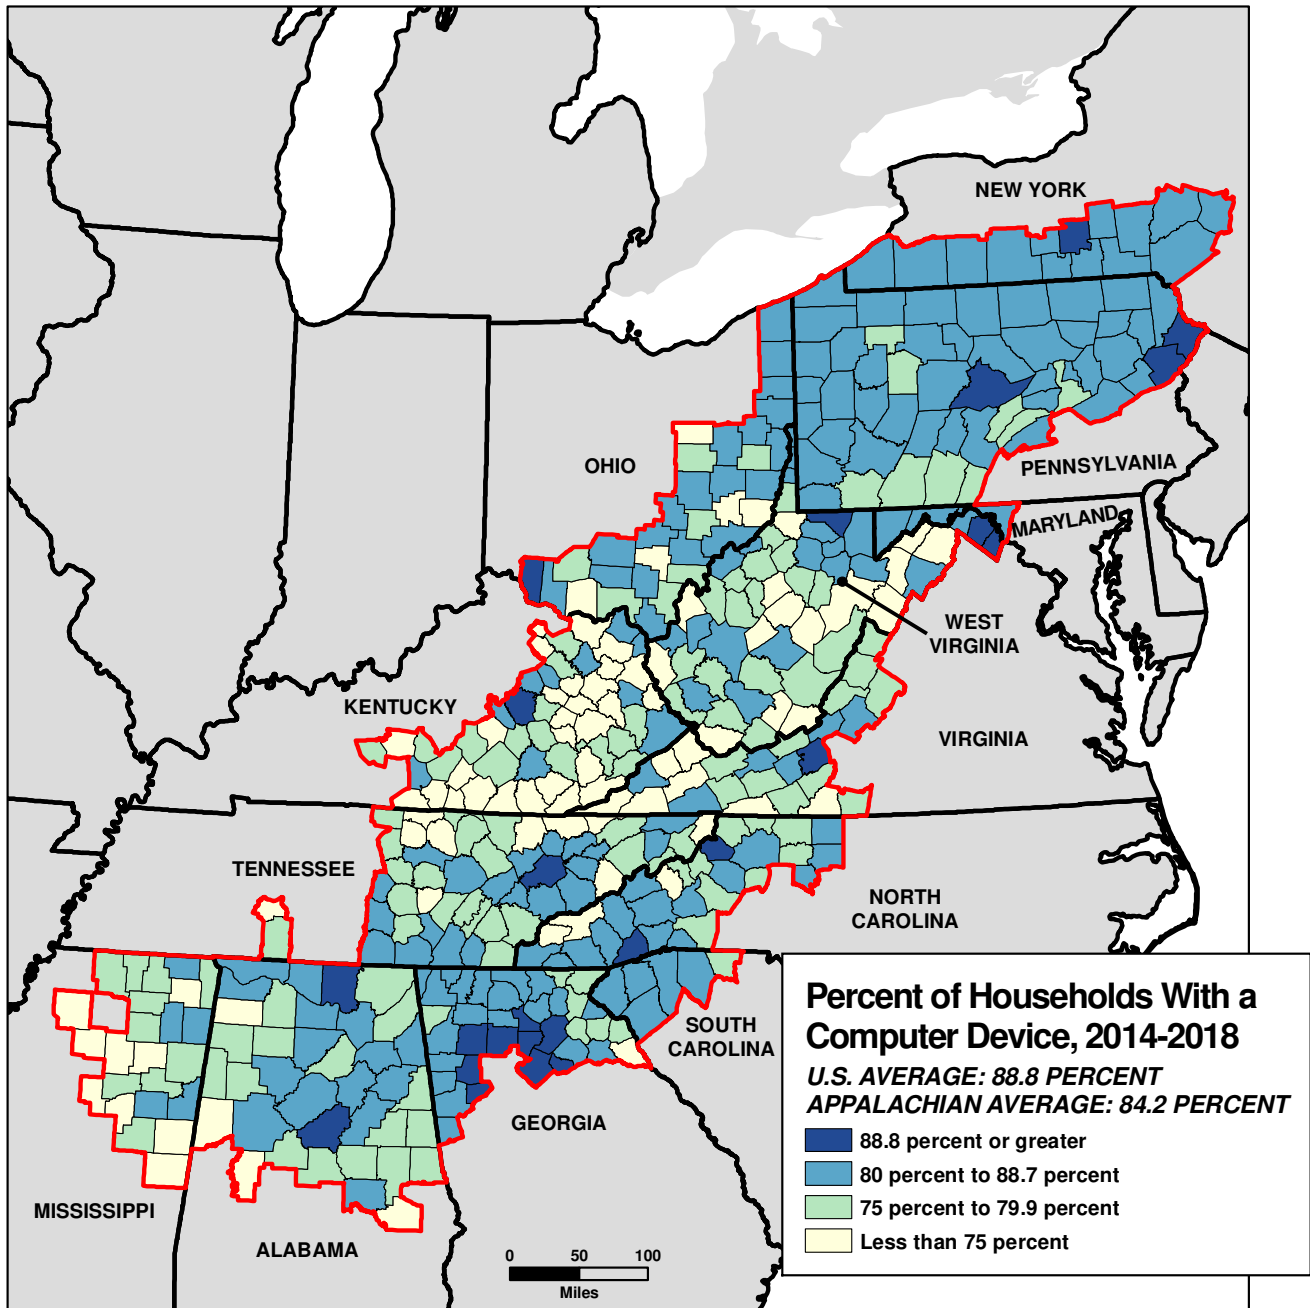 NEW YORK
OHIO
PENNSYLVANIA
MARYLAND
WEST
VIRGINIA
KENTUCKY
VIRGINIA
TENNESSEE
NORTH
CAROLINA
SOUTH
CAROLINA
GEORGIA
MISSISSIPPI
ALABAMA
0 50 100
Miles
Percent of Households With a
Computer Device, 2014-2018
U.S. AVERAGE: 88.8 PERCENT
APPALACHIAN AVERAGE: 84.2 PERCENT
88.8 percent or greater
80 percent to 88.7 percent
75 percent to 79.9 percent
Less than 75 percent